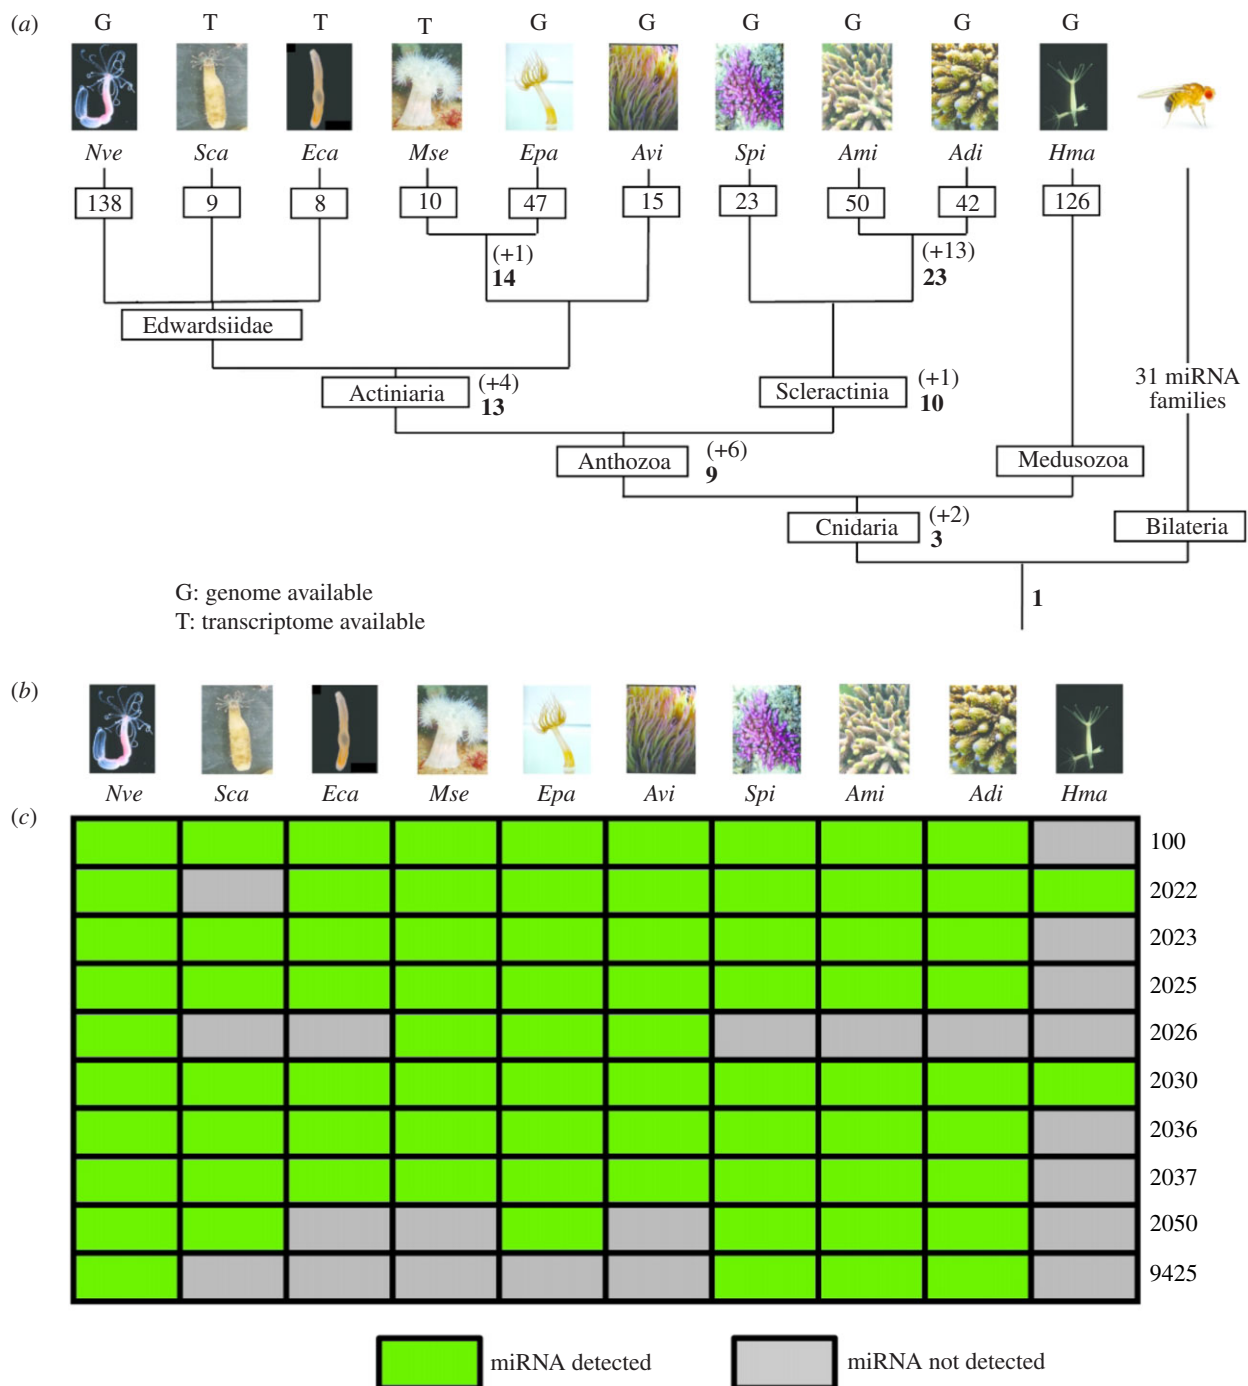 (a) G T T T G G G G G G
Nve Sca Eca Mse Epa Avi Spi Ami Adi Hma
138 9 8 10 47 15 23 50 42 126
(+1)
14
(+13)
23
Edwardsiidae
Actiniaria
(+4)
13
Scleractinia
(+1)
10
31 miRNA
families
Anthozoa
(+6)
9
Medusozoa
Cnidaria
(+2)
3
Bilateria
1
G: genome available
T: transcriptome available
(b)
Nve Sca Eca Mse Epa Avi Spi Ami Adi Hma
(c)
100
2022
2023
2025
2026
2030
2036
2037
2050
9425
miRNA detected
miRNA not detected